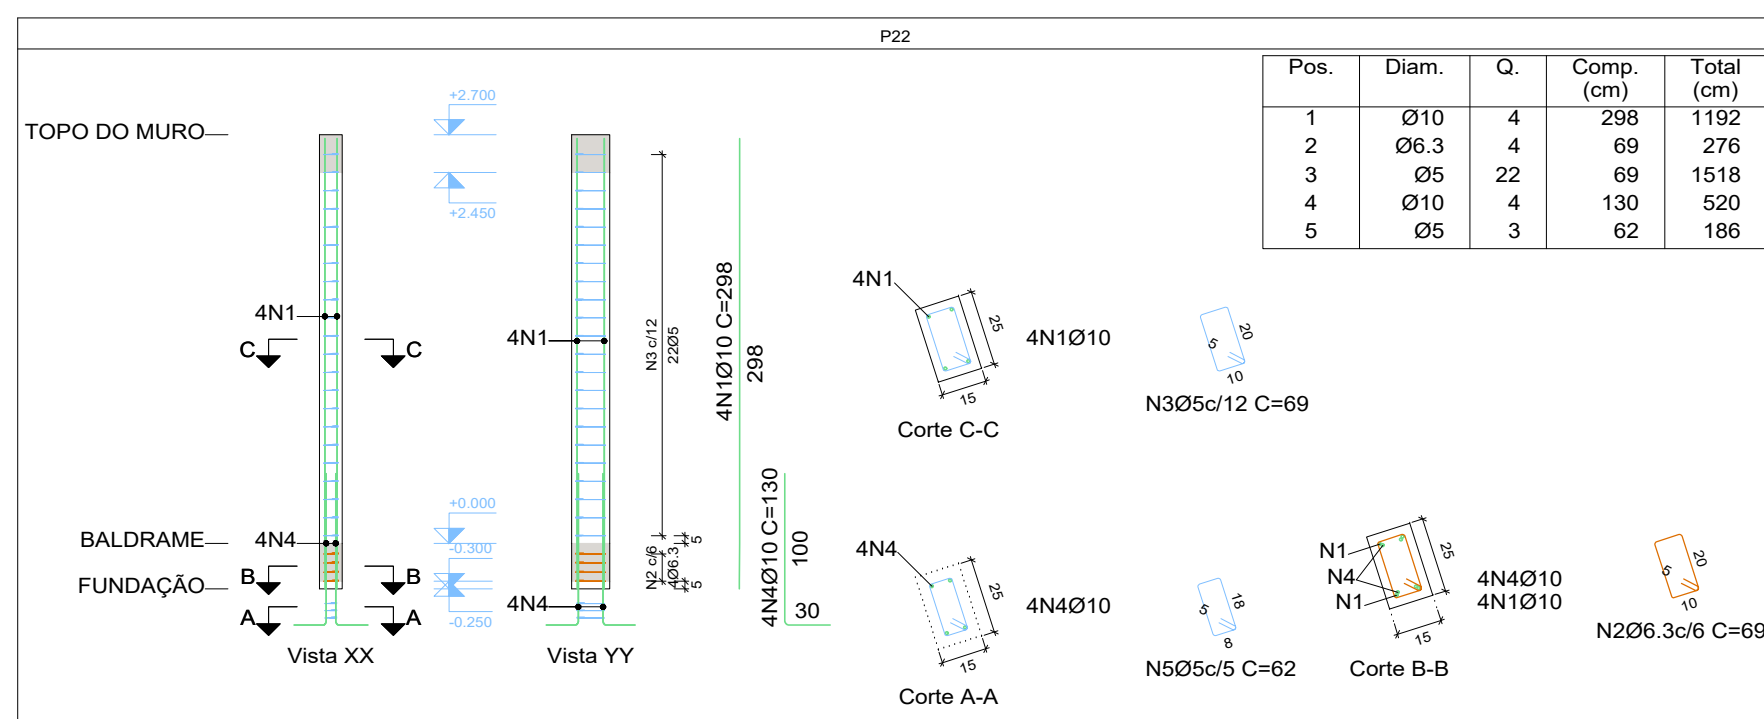 P22
Pos. Diam. Q. Comp. (cm) Total (cm)
1 Ø10 4 298 1192
2 Ø6.3 4 69 276
3 Ø5 22 69 1518
4 Ø10 4 130 520
5 Ø5 3 62 186
TOPO DO MURO
+2.700
+2.450
4N1
C C
4N1
N3 c/12
22Ø5
4N1Ø10 C=298
298
4N1
25
15
4N1Ø10
Corte C-C
5
20
10
N3Ø5c/12 C=69
BALDRAME
4N4
+0.000
-0.300
FUNDAÇÃO
B B
A A
-0.250
4N4
N2 c/6
4Ø6.3
5
5
4N4Ø10 C=130
100
30
Vista XX
Vista YY
4N4
25
15
4N4Ø10
Corte A-A
5
18
8
N5Ø5c/5 C=62
N1
N4
N1
25
15
4N4Ø10
4N1Ø10
Corte B-B
5
20
10
N2Ø6.3c/6 C=69